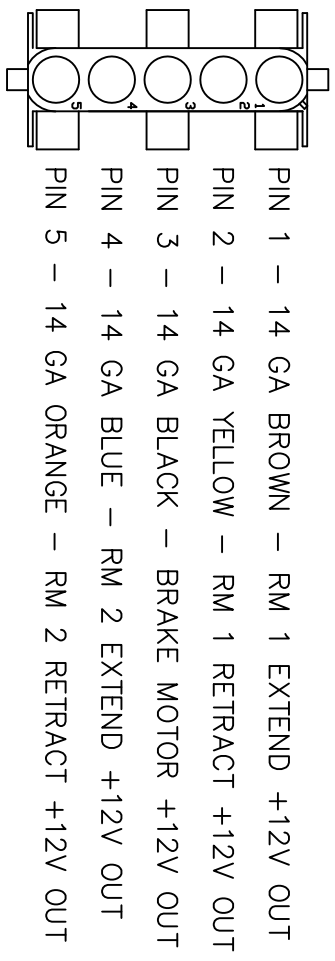 1 PIN 1 - 14 GA BROWN - RM 1 EXTEND +12V OUT
2 PIN 2 - 14 GA YELLOW - RM 1 RETRACT +12V OUT
3 PIN 3 - 14 GA BLACK - BRAKE MOTOR +12V OUT
4 PIN 4 - 14 GA BLUE - RM 2 EXTEND +12V OUT
5 PIN 5 - 14 GA ORANGE - RM 2 RETRACT +12V OUT